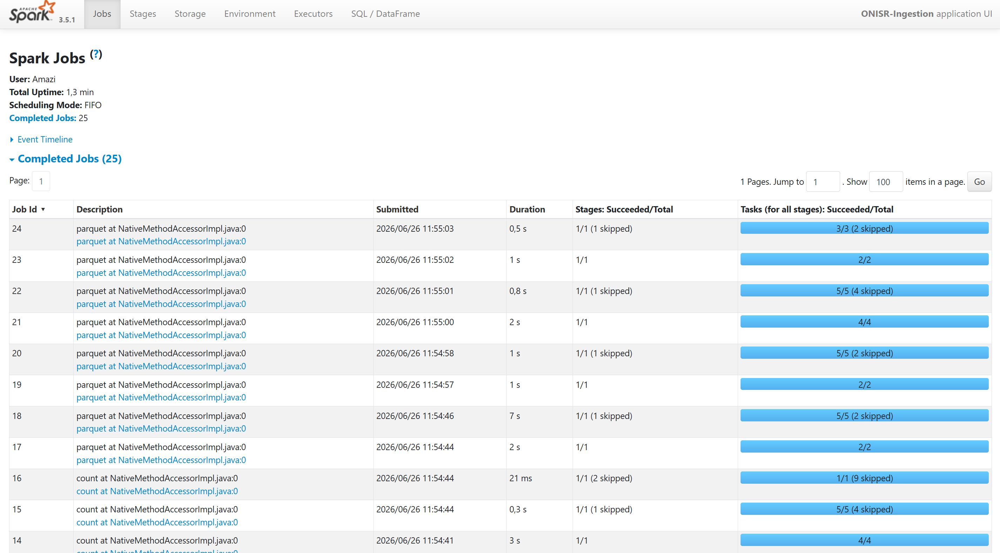 APACHE
Spark 3.5.1 Jobs Stages Storage Environment Executors SQL / DataFrame ONISR-Ingestion application UI
Spark Jobs (?)
User: Amazi
Total Uptime: 1,3 min
Scheduling Mode: FIFO
Completed Jobs: 25
Event Timeline
Completed Jobs (25)
Page: 1 1 Pages. Jump to 1 . Show 100 items in a page. Go
Job Id ▼ Description Submitted Duration Stages: Succeeded/Total Tasks (for all stages): Succeeded/Total
24 parquet at NativeMethodAccessorImpl.java:0 2026/06/26 11:55:03 0,5 s 1/1 (1 skipped) 3/3 (2 skipped)
parquet at NativeMethodAccessorImpl.java:0
23 parquet at NativeMethodAccessorImpl.java:0 2026/06/26 11:55:02 1 s 1/1 2/2
parquet at NativeMethodAccessorImpl.java:0
22 parquet at NativeMethodAccessorImpl.java:0 2026/06/26 11:55:01 0,8 s 1/1 (1 skipped) 5/5 (4 skipped)
parquet at NativeMethodAccessorImpl.java:0
21 parquet at NativeMethodAccessorImpl.java:0 2026/06/26 11:55:00 2 s 1/1 4/4
parquet at NativeMethodAccessorImpl.java:0
20 parquet at NativeMethodAccessorImpl.java:0 2026/06/26 11:54:58 1 s 1/1 (1 skipped) 5/5 (2 skipped)
parquet at NativeMethodAccessorImpl.java:0
19 parquet at NativeMethodAccessorImpl.java:0 2026/06/26 11:54:57 1 s 1/1 2/2
parquet at NativeMethodAccessorImpl.java:0
18 parquet at NativeMethodAccessorImpl.java:0 2026/06/26 11:54:46 7 s 1/1 (1 skipped) 5/5 (2 skipped)
parquet at NativeMethodAccessorImpl.java:0
17 parquet at NativeMethodAccessorImpl.java:0 2026/06/26 11:54:44 2 s 1/1 2/2
parquet at NativeMethodAccessorImpl.java:0
16 count at NativeMethodAccessorImpl.java:0 2026/06/26 11:54:44 21 ms 1/1 (2 skipped) 1/1 (9 skipped)
count at NativeMethodAccessorImpl.java:0
15 count at NativeMethodAccessorImpl.java:0 2026/06/26 11:54:44 0,3 s 1/1 (1 skipped) 5/5 (4 skipped)
count at NativeMethodAccessorImpl.java:0
14 count at NativeMethodAccessorImpl.java:0 2026/06/26 11:54:41 3 s 1/1 4/4
count at NativeMethodAccessorImpl.java:0